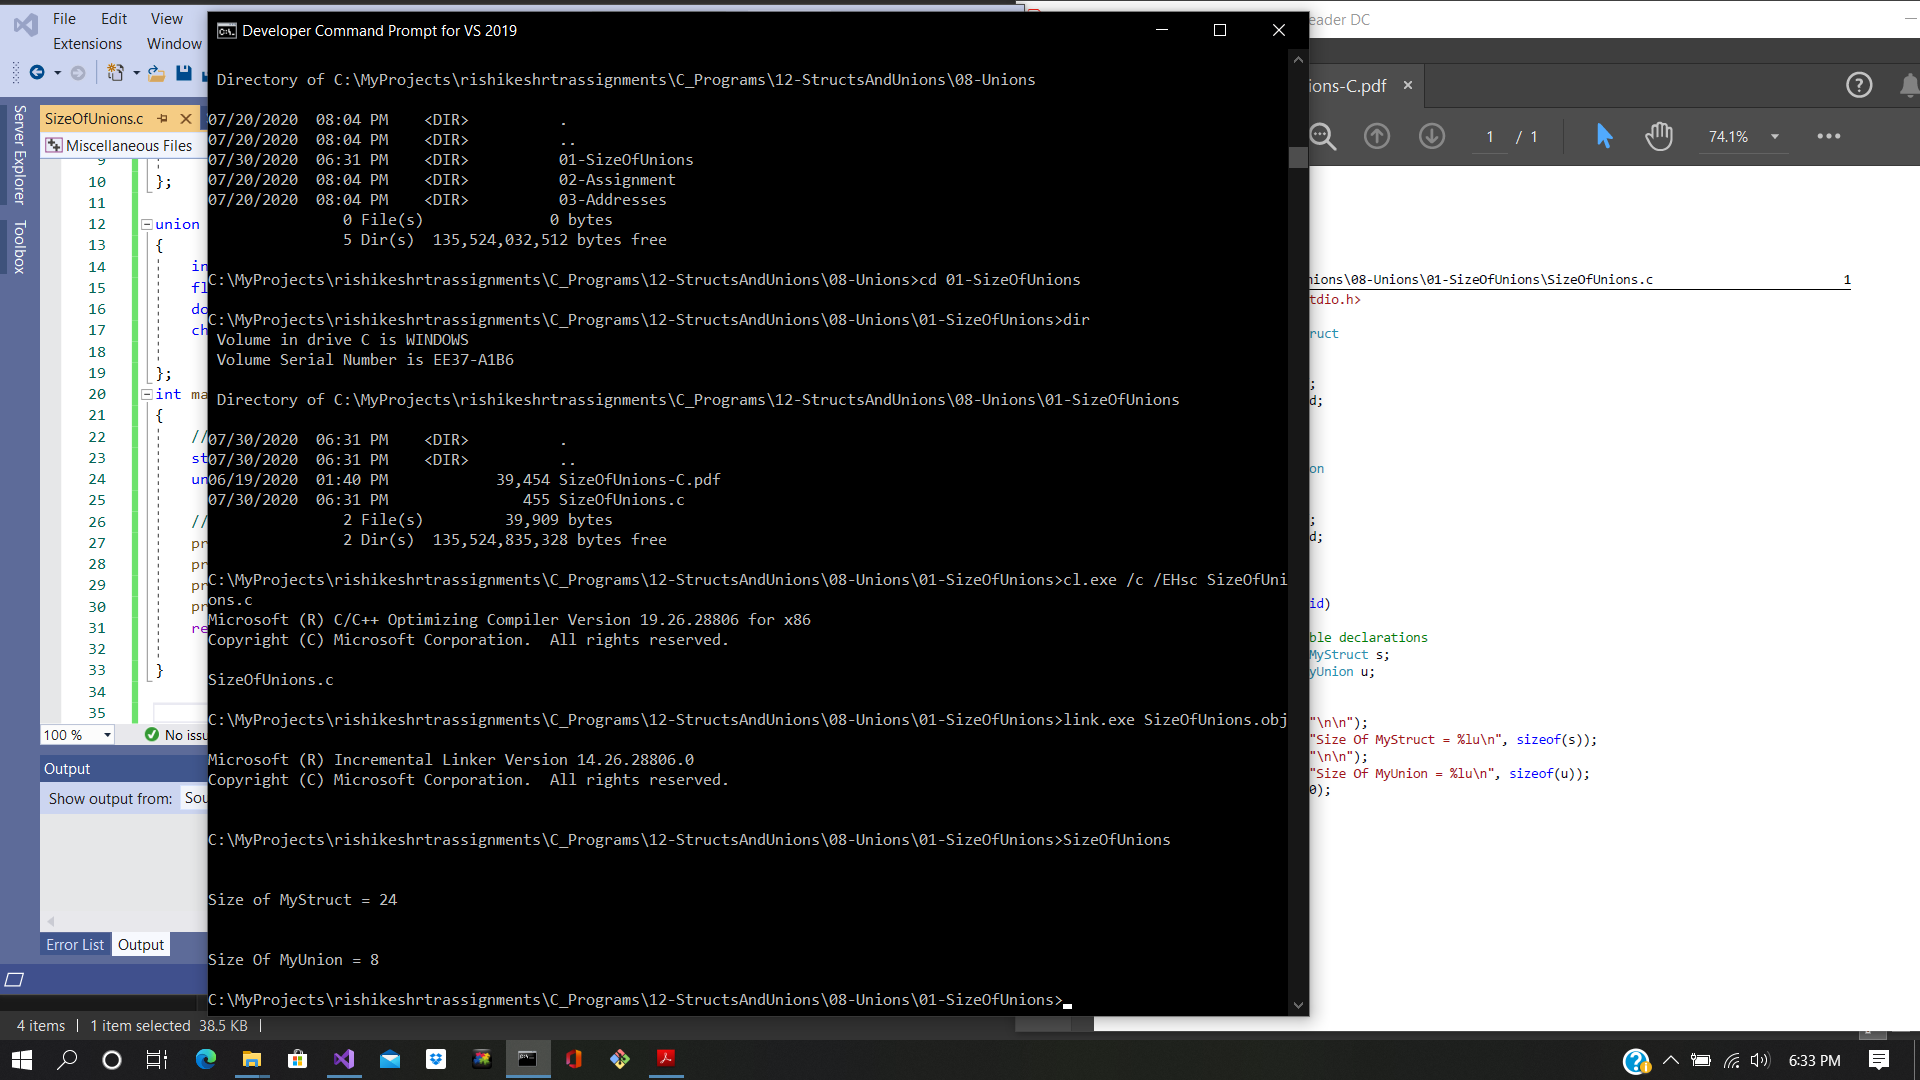 File Edit View
Extensions Window
Server Explorer
Toolbox
SizeOfUnions.c
Miscellaneous Files
9
10 };
11
12 union
13 {
14 in
15 fl
16 do
17 ch
18
19 };
20 int ma
21 {
22 //
23 st
24 un
25
26 //
27 pr
28 pr
29 pr
30 pr
31 re
32
33 }
34
35
100 % No issu
Output
Show output from: Sou
Error List Output
4 items 1 item selected 38.5 KB
Developer Command Prompt for VS 2019
Directory of C:\MyProjects\rishikeshrtrassignments\C_Programs\12-StructsAndUnions\08-Unions
07/20/2020 08:04 PM <DIR> .
07/20/2020 08:04 PM <DIR> ..
07/30/2020 06:31 PM <DIR> 01-SizeOfUnions
07/20/2020 08:04 PM <DIR> 02-Assignment
07/20/2020 08:04 PM <DIR> 03-Addresses
0 File(s) 0 bytes
5 Dir(s) 135,524,032,512 bytes free
C:\MyProjects\rishikeshrtrassignments\C_Programs\12-StructsAndUnions\08-Unions>cd 01-SizeOfUnions
C:\MyProjects\rishikeshrtrassignments\C_Programs\12-StructsAndUnions\08-Unions\01-SizeOfUnions>dir
Volume in drive C is WINDOWS
Volume Serial Number is EE37-A1B6
Directory of C:\MyProjects\rishikeshrtrassignments\C_Programs\12-StructsAndUnions\08-Unions\01-SizeOfUnions
07/30/2020 06:31 PM <DIR> .
07/30/2020 06:31 PM <DIR> ..
06/19/2020 01:40 PM 39,454 SizeOfUnions-C.pdf
07/30/2020 06:31 PM 455 SizeOfUnions.c
2 File(s) 39,909 bytes
2 Dir(s) 135,524,835,328 bytes free
C:\MyProjects\rishikeshrtrassignments\C_Programs\12-StructsAndUnions\08-Unions\01-SizeOfUnions>cl.exe /c /EHsc SizeOfUni
ons.c
Microsoft (R) C/C++ Optimizing Compiler Version 19.26.28806 for x86
Copyright (C) Microsoft Corporation. All rights reserved.
SizeOfUnions.c
C:\MyProjects\rishikeshrtrassignments\C_Programs\12-StructsAndUnions\08-Unions\01-SizeOfUnions>link.exe SizeOfUnions.obj
Microsoft (R) Incremental Linker Version 14.26.28806.0
Copyright (C) Microsoft Corporation. All rights reserved.
C:\MyProjects\rishikeshrtrassignments\C_Programs\12-StructsAndUnions\08-Unions\01-SizeOfUnions>SizeOfUnions
Size of MyStruct = 24
Size Of MyUnion = 8
C:\MyProjects\rishikeshrtrassignments\C_Programs\12-StructsAndUnions\08-Unions\01-SizeOfUnions>
eader DC
ions-C.pdf
1 / 1 74.1%
nions\08-Unions\01-SizeOfUnions\SizeOfUnions.c 1
tdio.h>
ruct
;
d;
on
;
d;
id)
ble declarations
MyStruct s;
yUnion u;
"\n\n");
"Size Of MyStruct = %lu\n", sizeof(s));
"\n\n");
"Size Of MyUnion = %lu\n", sizeof(u));
0);
6:33 PM